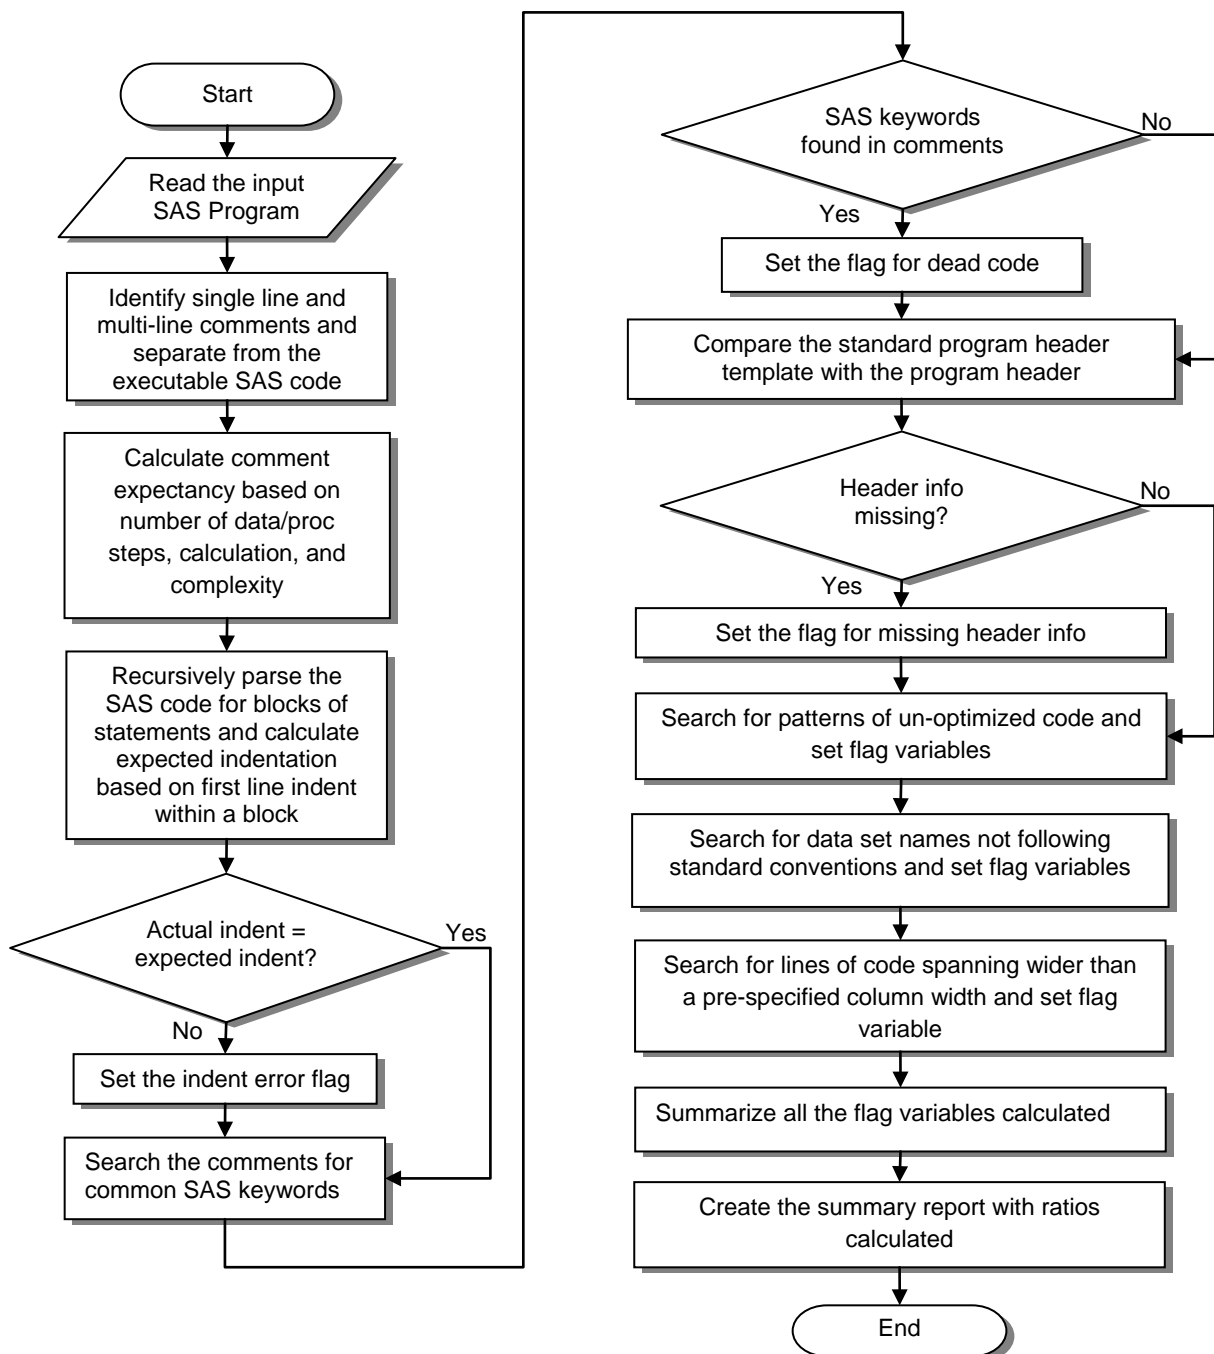 Start
Read the input
SAS Program
Identify single line and
multi-line comments and
separate from the
executable SAS code
Calculate comment
expectancy based on
number of data/proc
steps, calculation, and
complexity
Recursively parse the
SAS code for blocks of
statements and calculate
expected indentation
based on first line indent
within a block
Actual indent =
expected indent?
Yes
No
Set the indent error flag
Search the comments for
common SAS keywords
SAS keywords
found in comments
No
Yes
Set the flag for dead code
Compare the standard program header
template with the program header
Header info
missing?
No
Yes
Set the flag for missing header info
Search for patterns of un-optimized code and
set flag variables
Search for data set names not following
standard conventions and set flag variables
Search for lines of code spanning wider than
a pre-specified column width and set flag
variable
Summarize all the flag variables calculated
Create the summary report with ratios
calculated
End